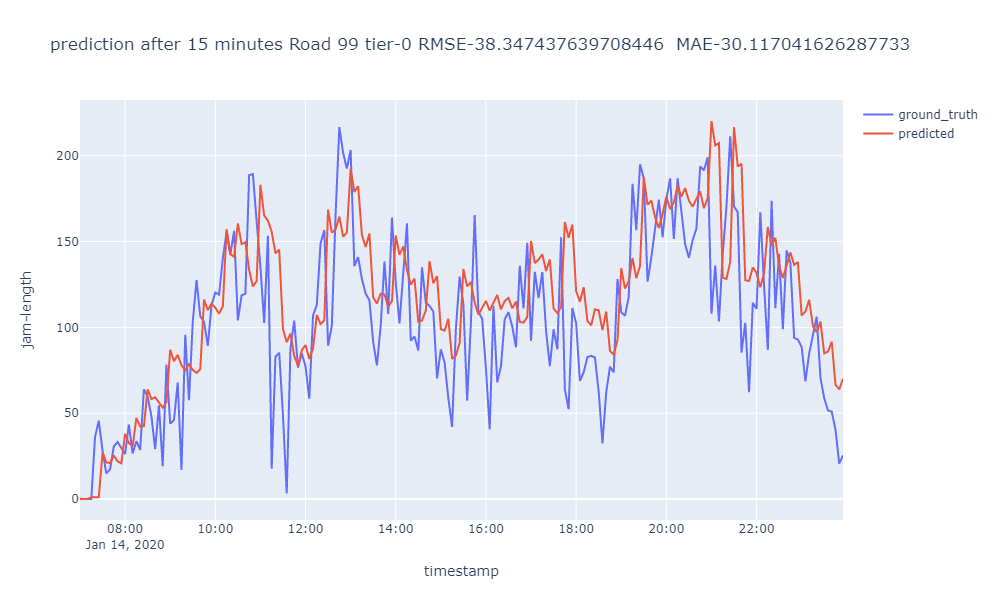 prediction after 15 minutes Road 99 tier-0 RMSE-38.347437639708446  MAE-30.117041626287733
ground_truth
predicted
200
150
100
50
0
jam-length
08:00 10:00 12:00 14:00 16:00 18:00 20:00 22:00
Jan 14, 2020
timestamp